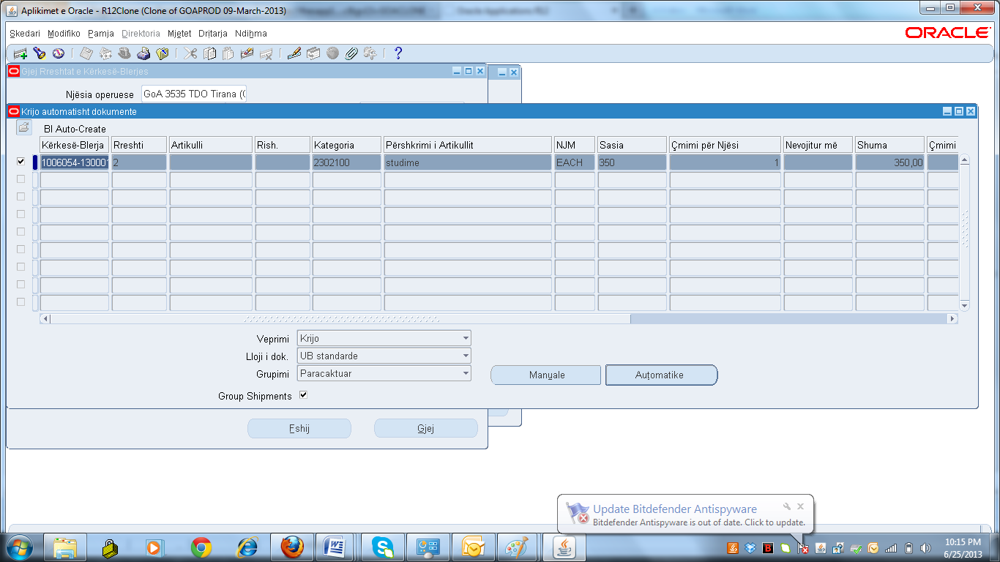 Aplikimet e Oracle - R12Clone (Clone of GOAPROD 09-March-2013)
Skedari Modifiko Pamja Direktoria Mjetet Dritarja Ndihma
ORACLE
Gjej Rreshtat e Kërkesë-Blerjes
Njësia operuese GoA 3535 TDO Tirana ((
Krijo automatisht dokumente
BI Auto-Create
Kërkesë-Blerja Rreshti Artikulli Rish. Kategoria Përshkrimi i Artikullit NJM Sasia Çmimi për Njësi Nevojitur më Shuma Çmimi
1006054-13000 2 2302100 studime EACH 350 1 350,00
Veprimi Krijo
Lloji i dok. UB standarde
Grupimi Paracaktuar
Manuale Automatike
Group Shipments
Fshij Gjej
Update Bitdefender Antispyware
Bitdefender Antispyware is out of date. Click to update.
10:15 PM
6/25/2013